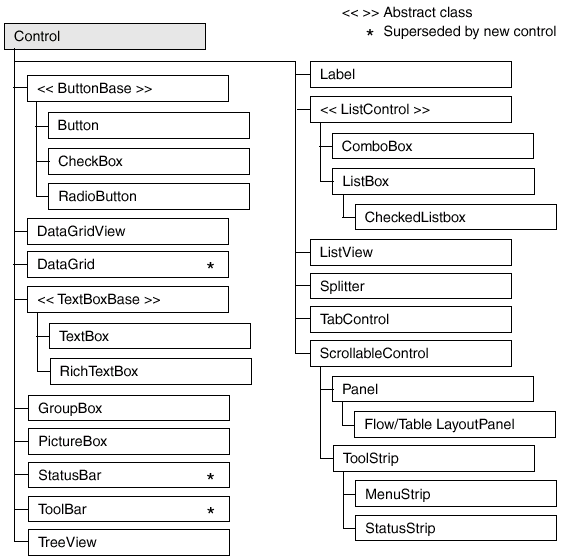 << >> Abstract class
* Superseded by new control
Control
<< ButtonBase >>
Button
CheckBox
RadioButton
DataGridView
DataGrid *
<< TextBoxBase >>
TextBox
RichTextBox
GroupBox
PictureBox
StatusBar *
ToolBar *
TreeView
Label
<< ListControl >>
ComboBox
ListBox
CheckedListbox
ListView
Splitter
TabControl
ScrollableControl
Panel
Flow/Table LayoutPanel
ToolStrip
MenuStrip
StatusStrip